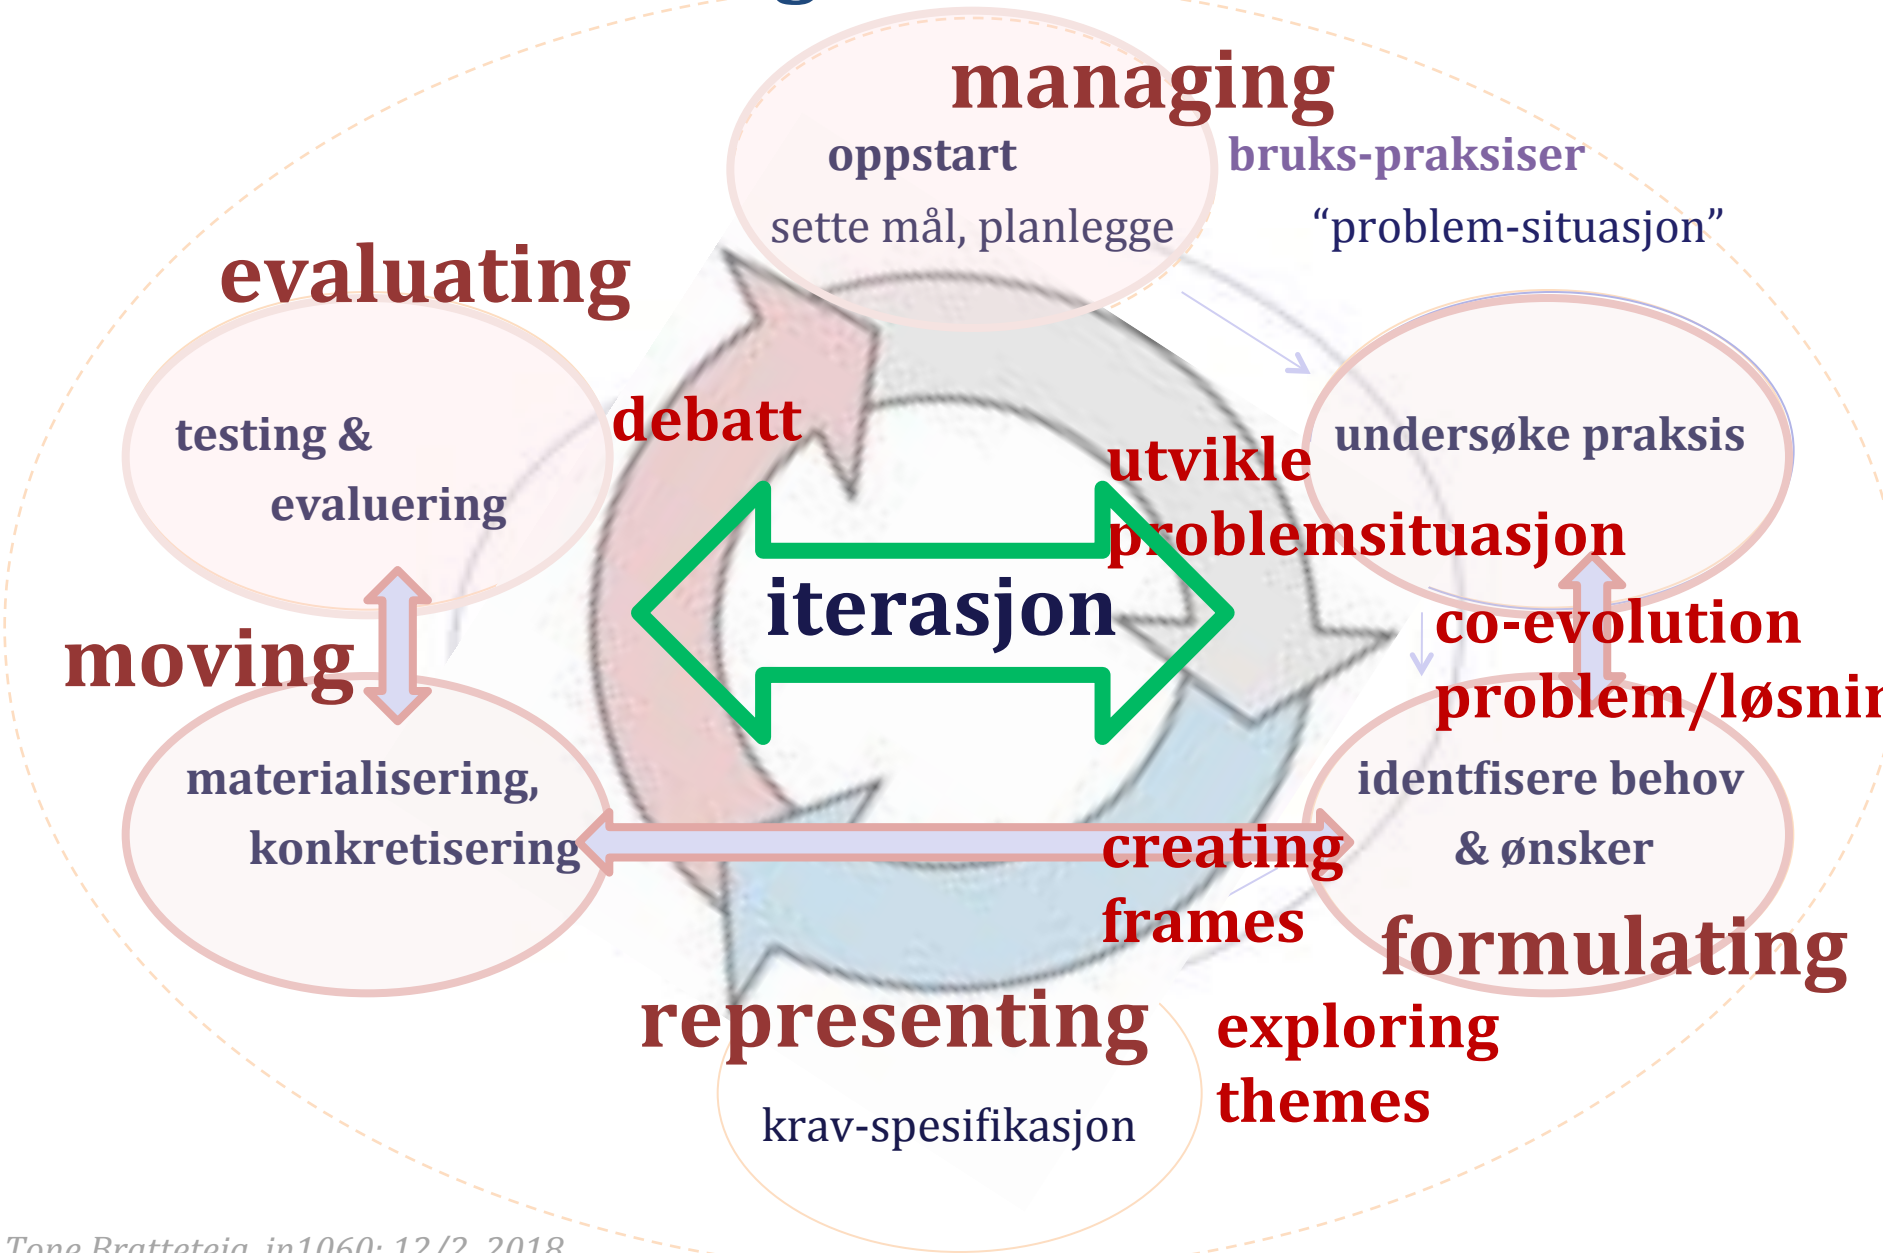 managing
oppstart
bruks-praksiser
sette mål, planlegge
“problem-situasjon”
evaluating
testing &
evaluering
debatt
utvikle
problemsituasjon
undersøke praksis
iterasjon
co-evolution
moving
materialisering,
konkretisering
identfisere behov
& ønsker
creating
frames
formulating
representing
exploring
themes
krav-spesifikasjon
Tone Bratteteig, in1060: 12/2 2018